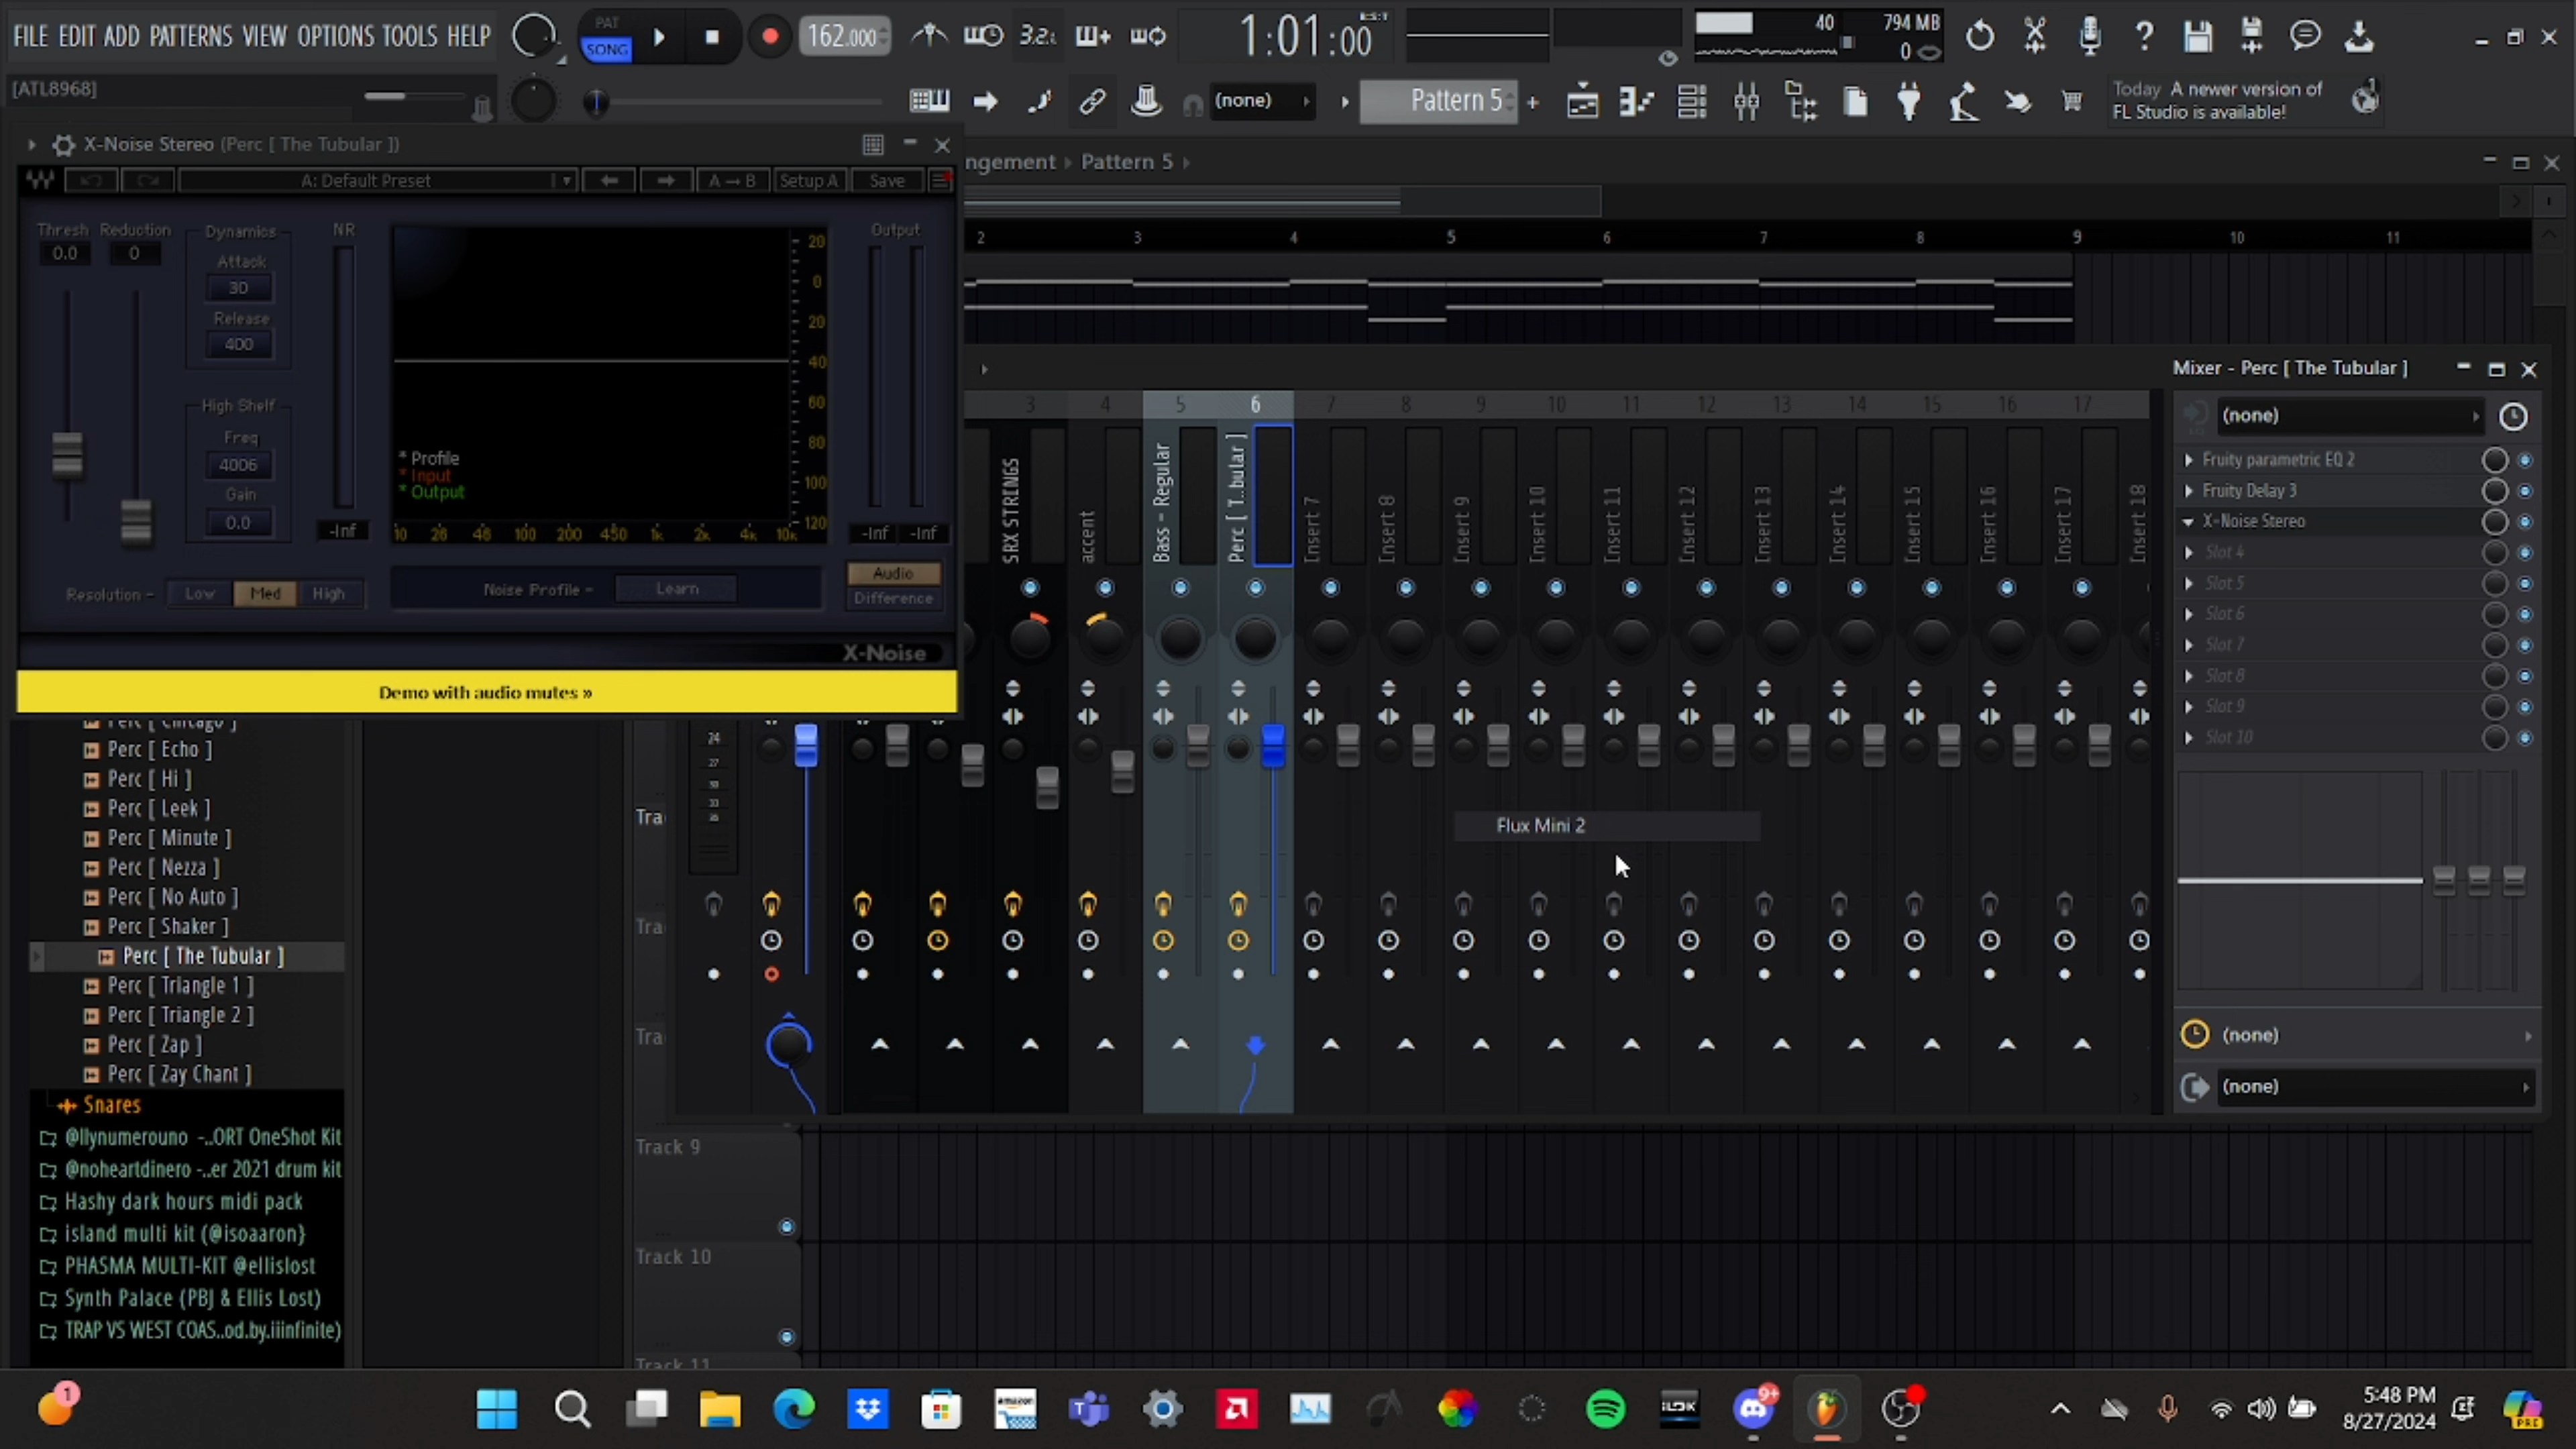 FILE EDIT ADD PATTERNS VIEW OPTIONS TOOLS HELP
PAT
SONG
162.000
3.2.
1:01:00
B:S:T
40
794 MB
0
[ATL8968]
(none)
Pattern 5
Today A newer version of
FL Studio is available!
X-Noise Stereo (Perc [ The Tubular ])
ngement › Pattern 5
A: Default Preset
A → B
Setup A
Save
Thresh
0.0
Reduction
0
Dynamics
Attack
30
Release
400
High Shelf
Freq
4006
Gain
0.0
NR
-Inf
20
0
20
40
60
80
100
120
* Profile
* Input
* Output
10 26 46 100 200 450 1k 2k 4k 10k
Output
-Inf -Inf
Resolution -
Low
Med
High
Noise Profile -
Learn
Audio
Difference
X-Noise
Demo with audio mutes »
2 3 4 5 6 7 8 9 10 11
Mixer - Perc [ The Tubular ]
3 4 5 6 7 8 9 10 11 12 13 14 15 16 17
SRX STRINGS
accent
Bass - Regular
Perc [ T..bular ]
Insert 7
Insert 8
Insert 9
Insert 10
Insert 11
Insert 12
Insert 13
Insert 14
Insert 15
Insert 16
Insert 17
18
24
27
30
33
Flux Mini 2
(none)
Fruity parametric EQ 2
Fruity Delay 3
X-Noise Stereo
Slot 4
Slot 5
Slot 6
Slot 7
Slot 8
Slot 9
Slot 10
(none)
(none)
Perc [ Chicago ]
Perc [ Echo ]
Perc [ Hi ]
Perc [ Leek ]
Perc [ Minute ]
Perc [ Nezza ]
Perc [ No Auto ]
Perc [ Shaker ]
Perc [ The Tubular ]
Perc [ Triangle 1 ]
Perc [ Triangle 2 ]
Perc [ Zap ]
Perc [ Zay Chant ]
Snares
@llynumerouno -..ORT OneShot Kit
@noheartdinero -..er 2021 drum kit
Hashy dark hours midi pack
island multi kit (@isoaaron}
PHASMA MULTI-KIT @ellislost
Synth Palace (PBJ & Ellis Lost)
TRAP VS WEST COAS..od.by.iiinfinite)
Tra
Tra
Tra
Track 9
Track 10
Track 11
1
amazon
iLOK
9+
5:48 PM
8/27/2024
PRE